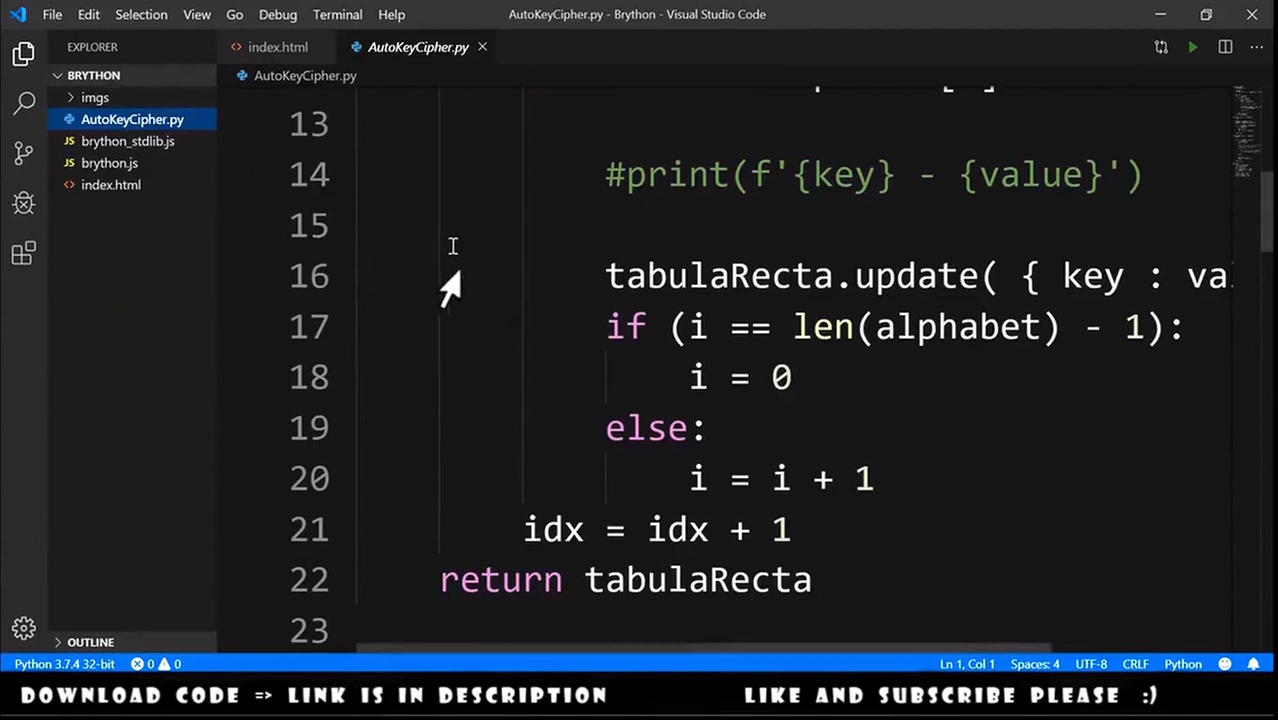 File Edit Selection View Go Debug Terminal Help AutoKeyCipher.py - Brython - Visual Studio Code
EXPLORER
index.html
AutoKeyCipher.py
BRYTHON
imgs
AutoKeyCipher.py
JS brython_stdlib.js
JS brython.js
index.html
OUTLINE
AutoKeyCipher.py
13
14 #print(f'{key} - {value}')
15
16 tabulaRecta.update( { key : va
17 if (i == len(alphabet) - 1):
18 i = 0
19 else:
20 i = i + 1
21 idx = idx + 1
22 return tabulaRecta
23
Python 3.7.4 32-bit 0 0 Ln 1, Col 1 Spaces: 4 UTF-8 CRLF Python
DOWNLOAD CODE => LINK IS IN DESCRIPTION LIKE AND SUBSCRIBE PLEASE :)